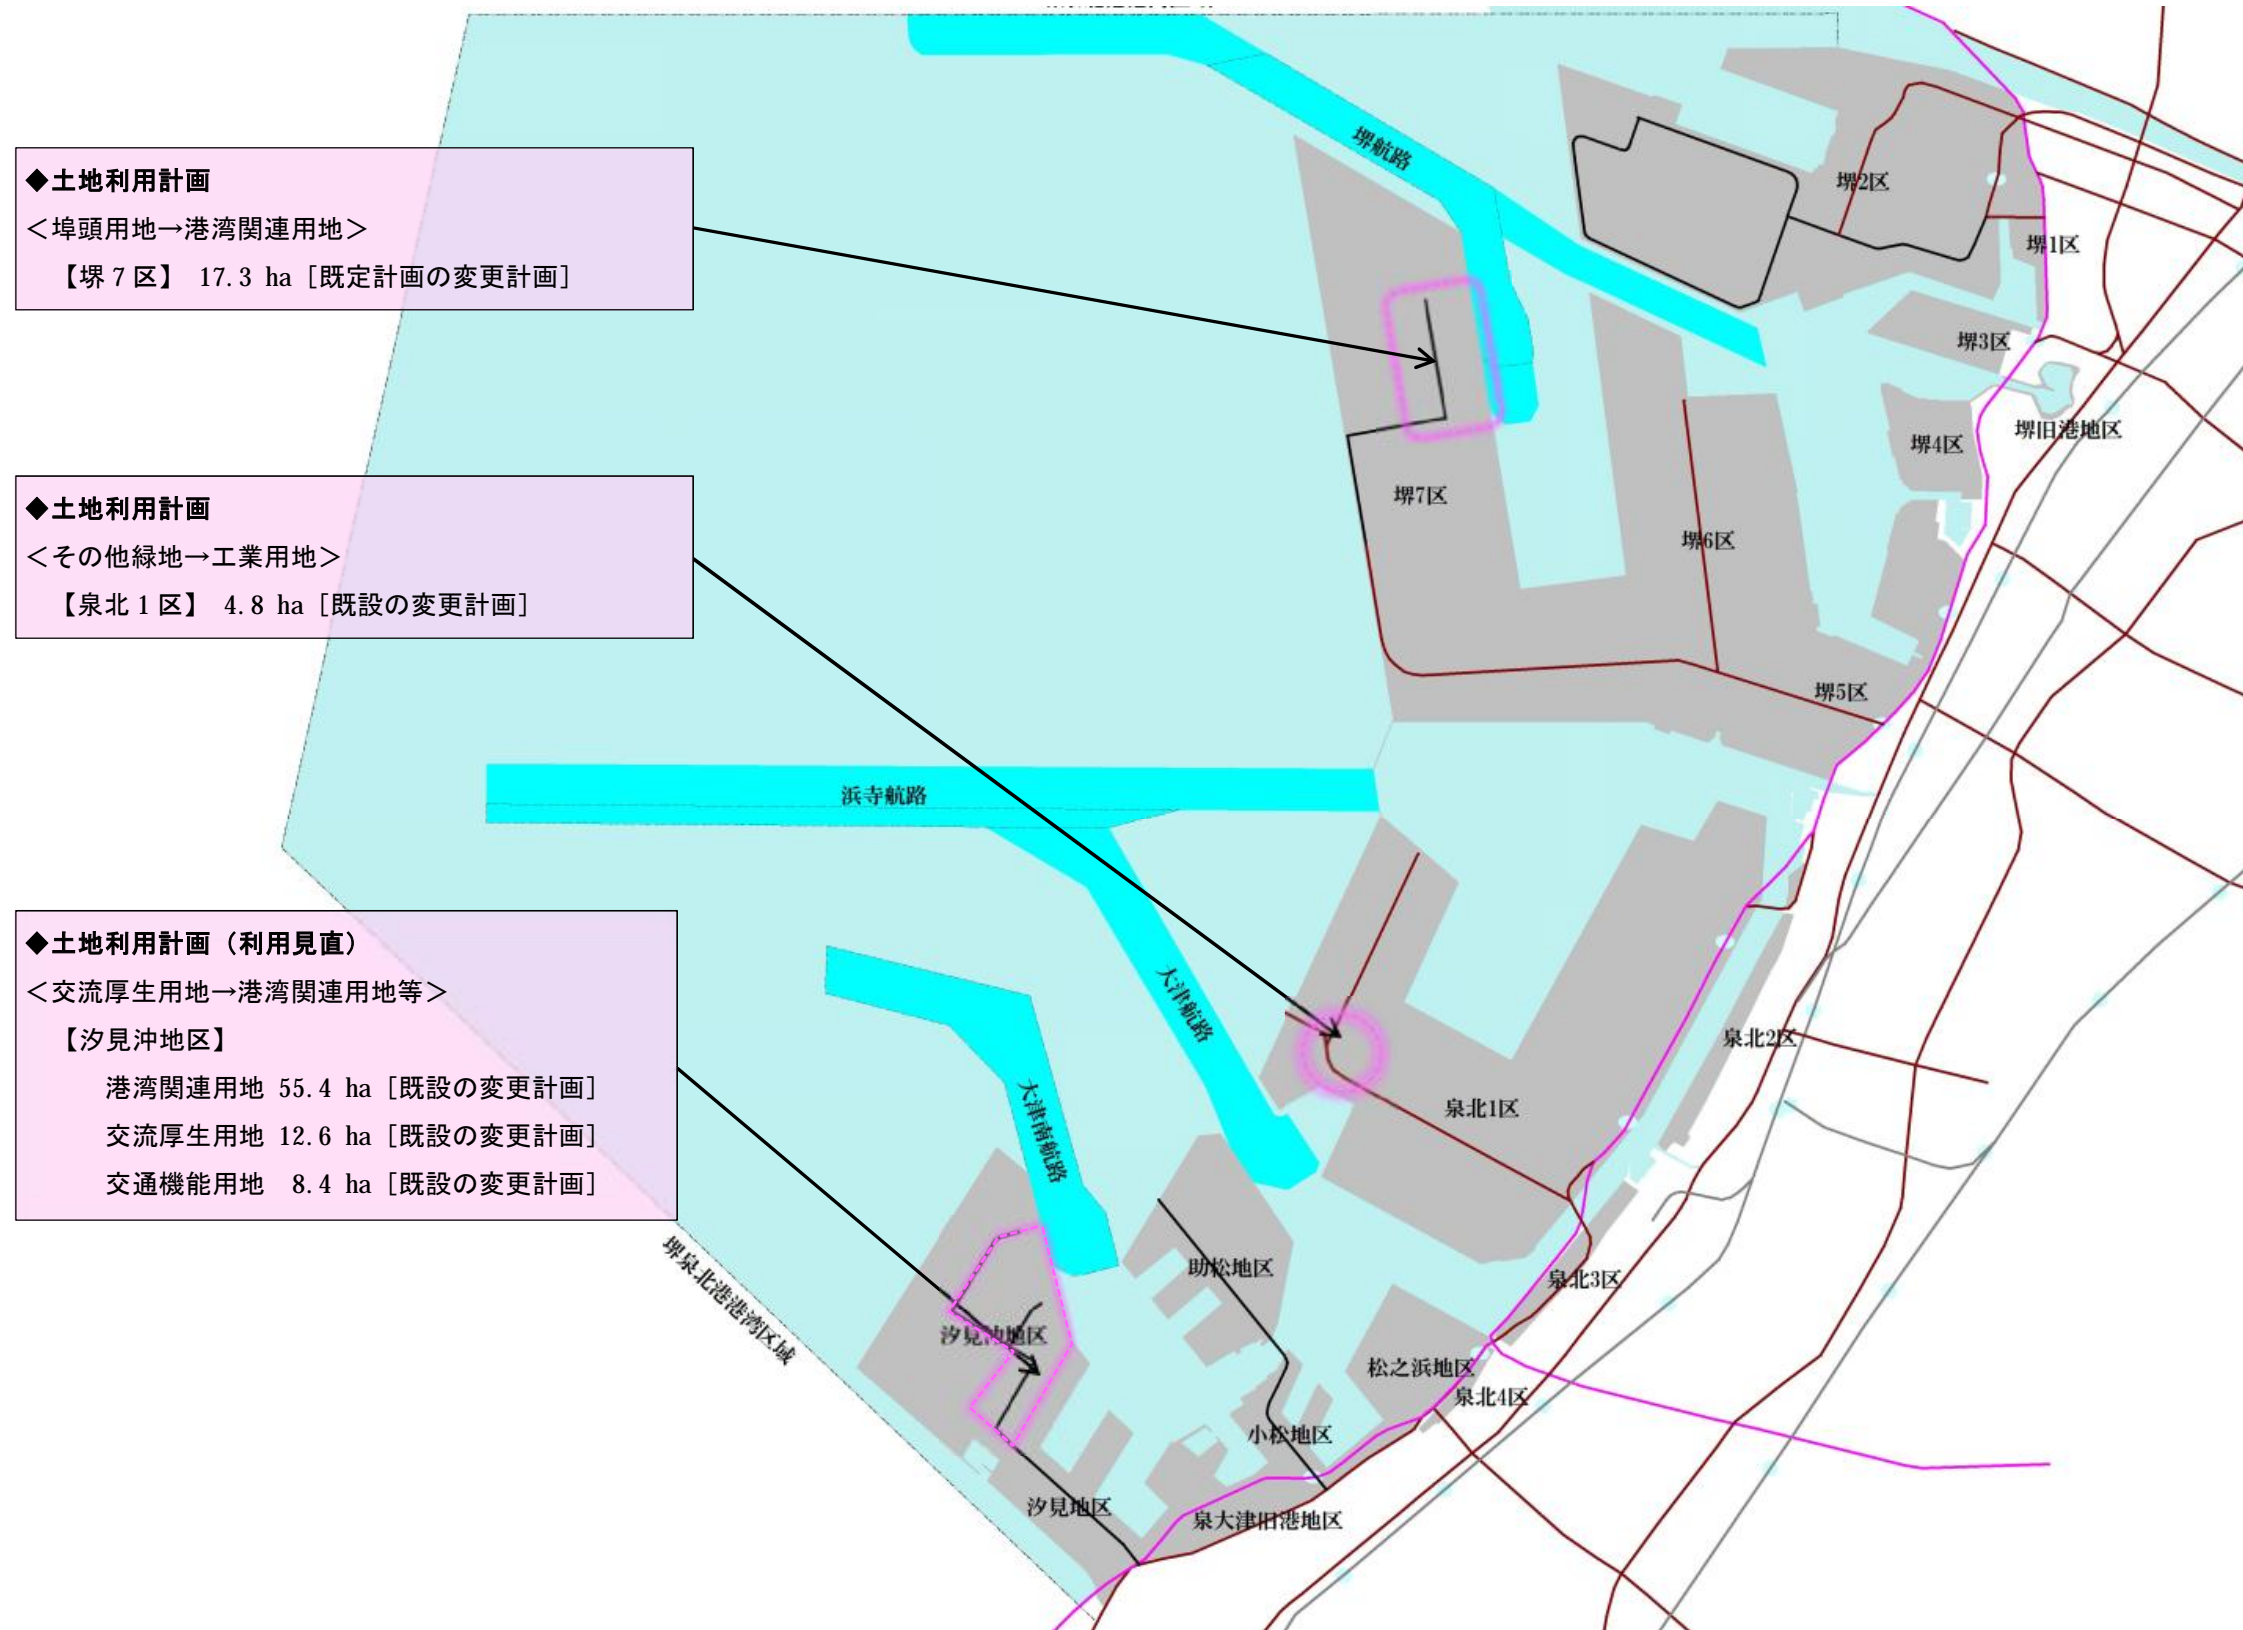 ◆土地利用計画
＜埠頭用地→港湾関連用地＞
【堺７区】 17.3 ha［既定計画の変更計画］
◆土地利用計画
＜その他緑地→工業用地＞
【泉北１区】 4.8 ha［既設の変更計画］
◆土地利用計画（利用見直）
＜交流厚生用地→港湾関連用地等＞
【汐見沖地区】
港湾関連用地 55.4 ha［既設の変更計画］
交流厚生用地 12.6 ha［既設の変更計画］
交通機能用地 8.4 ha［既設の変更計画］
堺航路
堺2区
堺1区
堺3区
堺旧港地区
堺4区
堺7区
堺6区
堺5区
浜寺航路
大津航路
泉北2区
大津南航路
泉北1区
助松地区
泉北3区
堺泉北港港湾区域
汐見沖地区
松之浜地区
泉北4区
小松地区
汐見地区
泉大津旧港地区